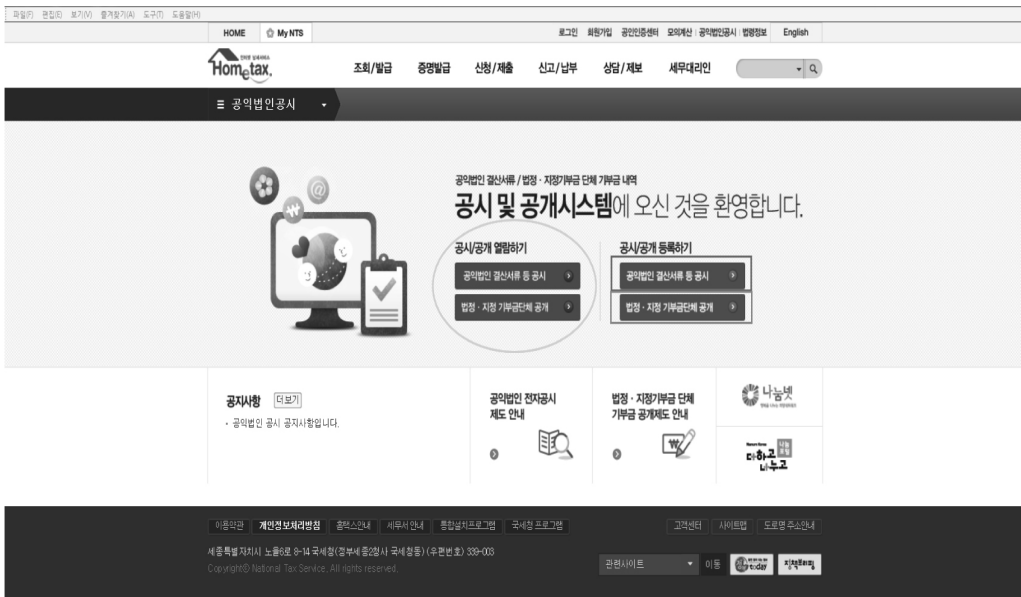 파일(F) 편집(E) 보기(V) 즐겨찾기(A) 도구(T) 도움말(H)
HOME My NTS 로그인 회원가입 공인인증센터 모의계산 공익법인공시 법령정보 English
Hometax. 조회/발급 증명발급 신청/제출 신고/납부 상담/제보 세무대리인
공익법인공시
공익법인 결산서류 / 법정·지정기부금 단체 기부금 내역
공시 및 공개시스템에 오신 것을 환영합니다.
공시/공개 열람하기
공익법인 결산서류 등 공시
법정·지정 기부금단체 공개
공시/공개 등록하기
공익법인 결산서류 등 공시
법정·지정 기부금단체 공개
공지사항 더보기
공익법인 공시 공지사항입니다.
공익법인 전자공시
제도 안내
법정·지정기부금 단체
기부금 공개제도 안내
나눔넷
더하고
나누고
이용약관 개인정보처리방침 홈택스안내 세무서안내 통합설치프로그램 국세청 프로그램 고객센터 사이트맵 도로명 주소안내
세종특별자치시 노을6로 8-14 국세청(정부세종2청사 국세청동) (우편번호) 339-003
Copyright© National Tax Service, All rights reserved.
관련사이트 이동 today 정책브리핑